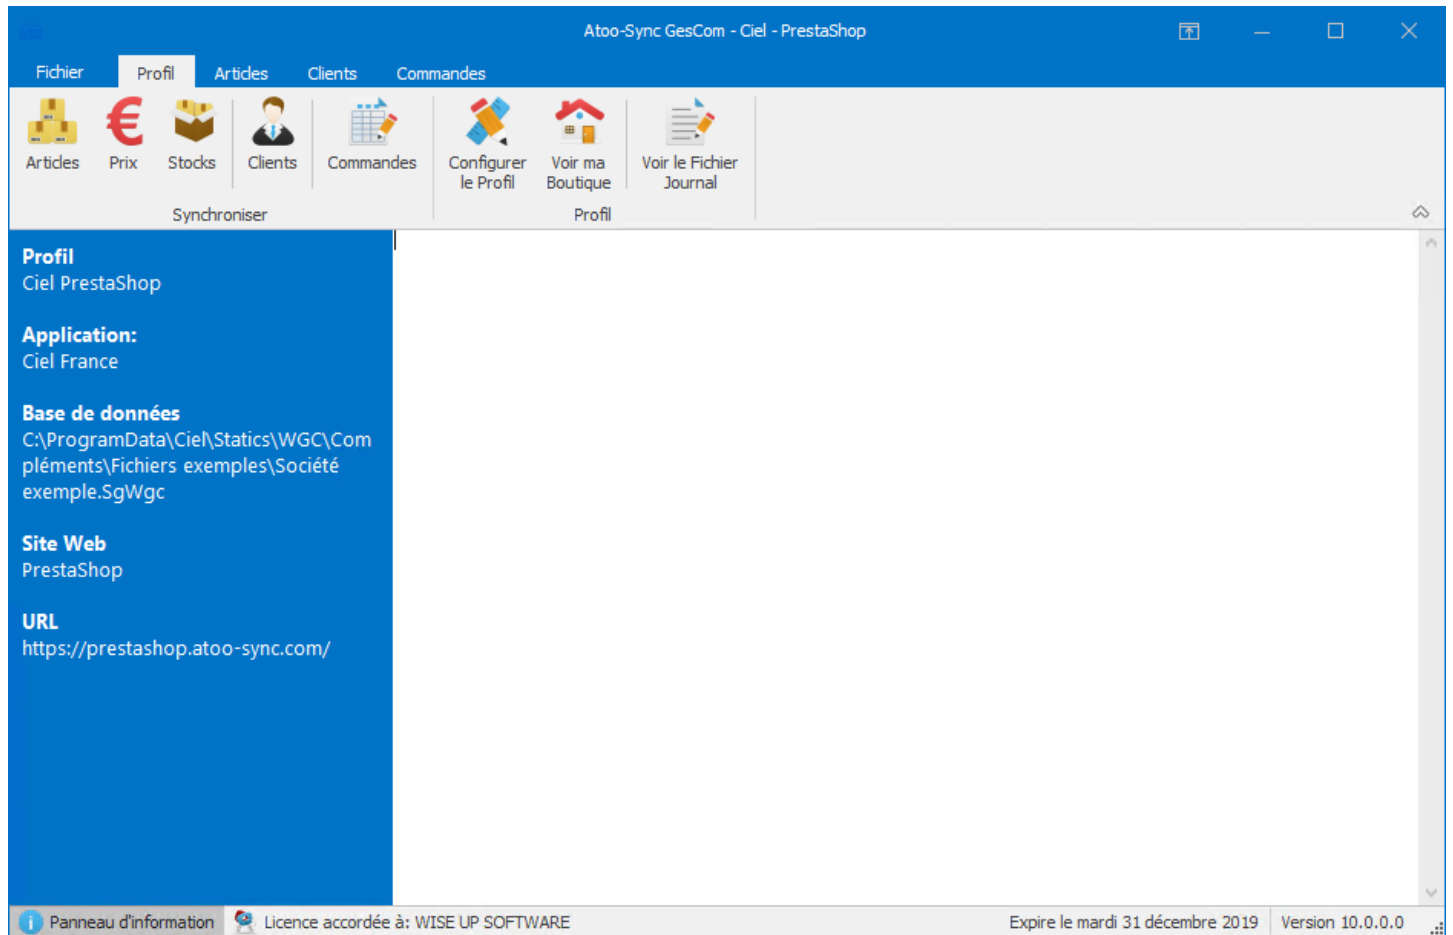 Atoo-Sync GesCom - Ciel - PrestaShop
Fichier Profil Articles Clients Commandes
Articles Prix Stocks Clients Commandes Configurer le Profil Voir ma Boutique Voir le Fichier Journal
Synchroniser Profil
Profil
Ciel PrestaShop
Application:
Ciel France
Base de données
C:\ProgramData\Ciel\Statics\WGC\Com
pléments\Fichiers exemples\Société
exemple.SgWgc
Site Web
PrestaShop
URL
https://prestashop.atoo-sync.com/
Panneau d'information Licence accordée à: WISE UP SOFTWARE Expire le mardi 31 décembre 2019 Version 10.0.0.0